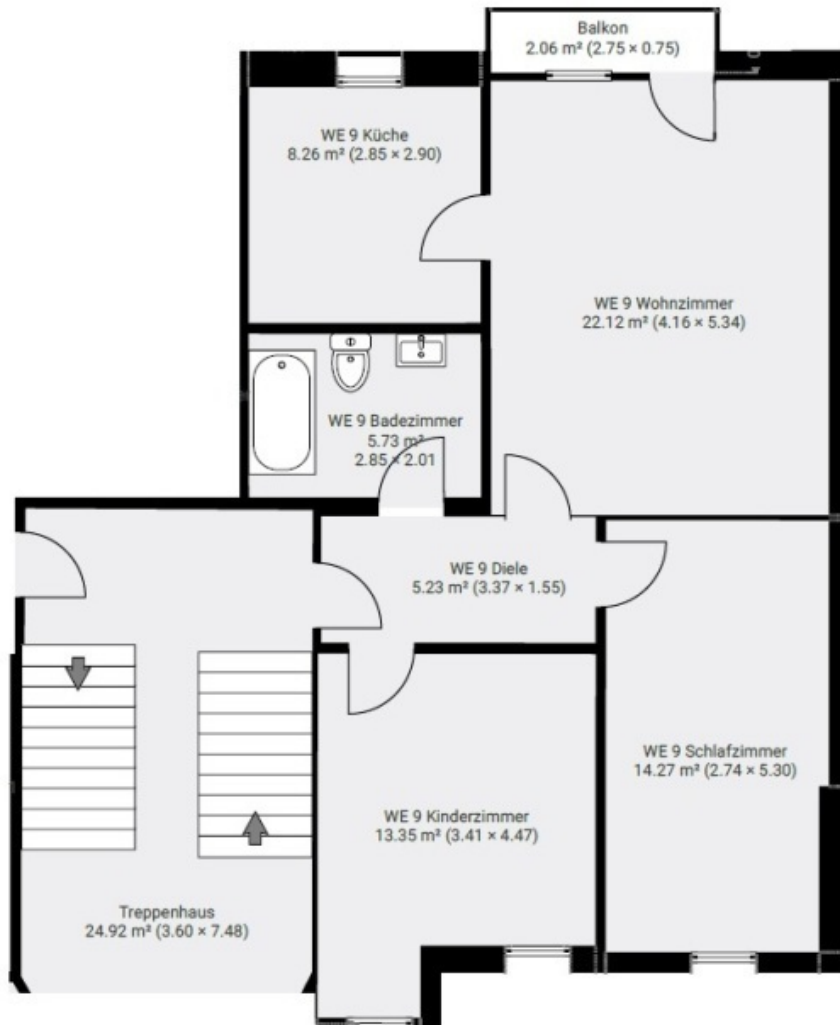 Balkon
2.06 m² (2.75 × 0.75)
WE 9 Küche
8.26 m² (2.85 × 2.90)
WE 9 Wohnzimmer
22.12 m² (4.16 × 5.34)
WE 9 Badezimmer
5.73 m²
2.85 × 2.01
WE 9 Diele
5.23 m² (3.37 × 1.55)
WE 9 Schlafzimmer
14.27 m² (2.74 × 5.30)
WE 9 Kinderzimmer
13.35 m² (3.41 × 4.47)
Treppenhaus
24.92 m² (3.60 × 7.48)